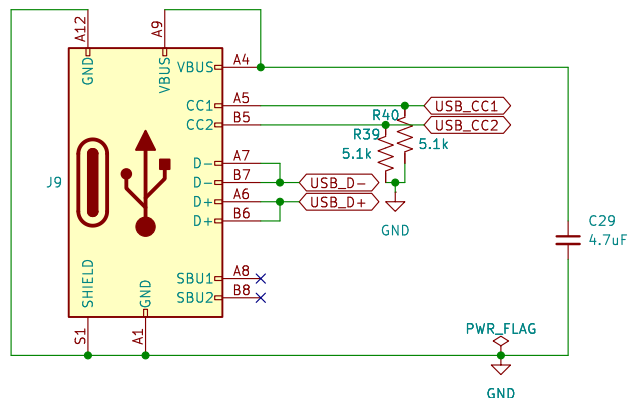 A12
A9
GND
VBUS
VBUS
A4
CC1
A5
USB_CC1
CC2
B5
R40
USB_CC2
R39
5.1k
5.1k
D-
A7
D-
B7
USB_D-
D+
A6
USB_D+
D+
B6
GND
J9
C29
4.7uF
SBU1
A8
SBU2
B8
SHIELD
GND
S1
A1
PWR_FLAG
GND